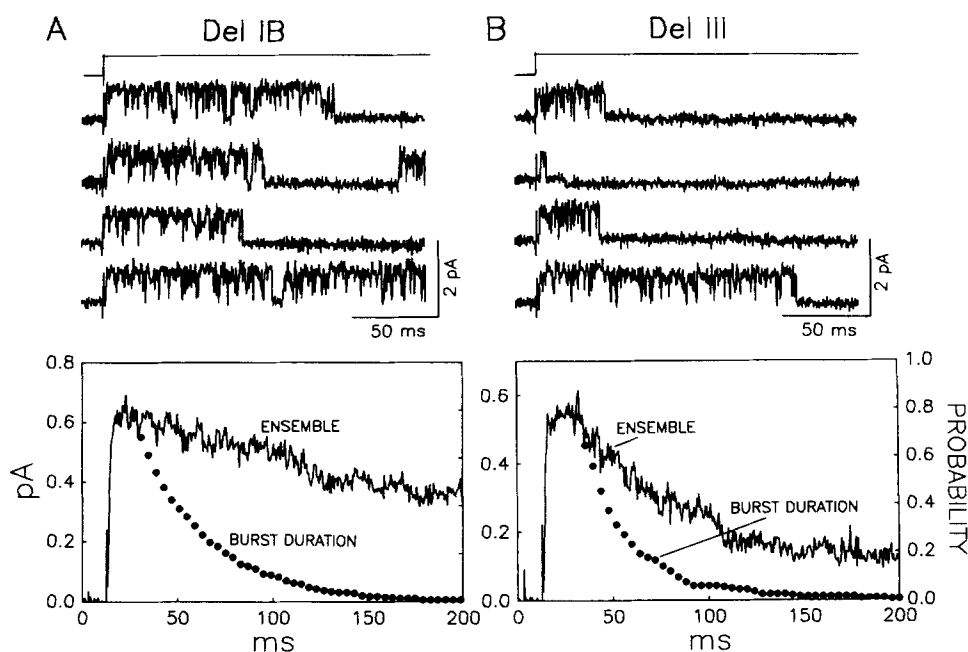 A
Del IB
2 pA
50 ms
0.8
0.6
0.4
0.2
0.0
pA
ENSEMBLE
BURST DURATION
0
50
100
150
200
ms
B
Del III
2 pA
50 ms
0.6
0.4
0.2
0.0
ENSEMBLE
BURST DURATION
1.0
0.8
0.6
0.4
0.2
0.0
PROBABILITY
0
50
100
150
200
ms